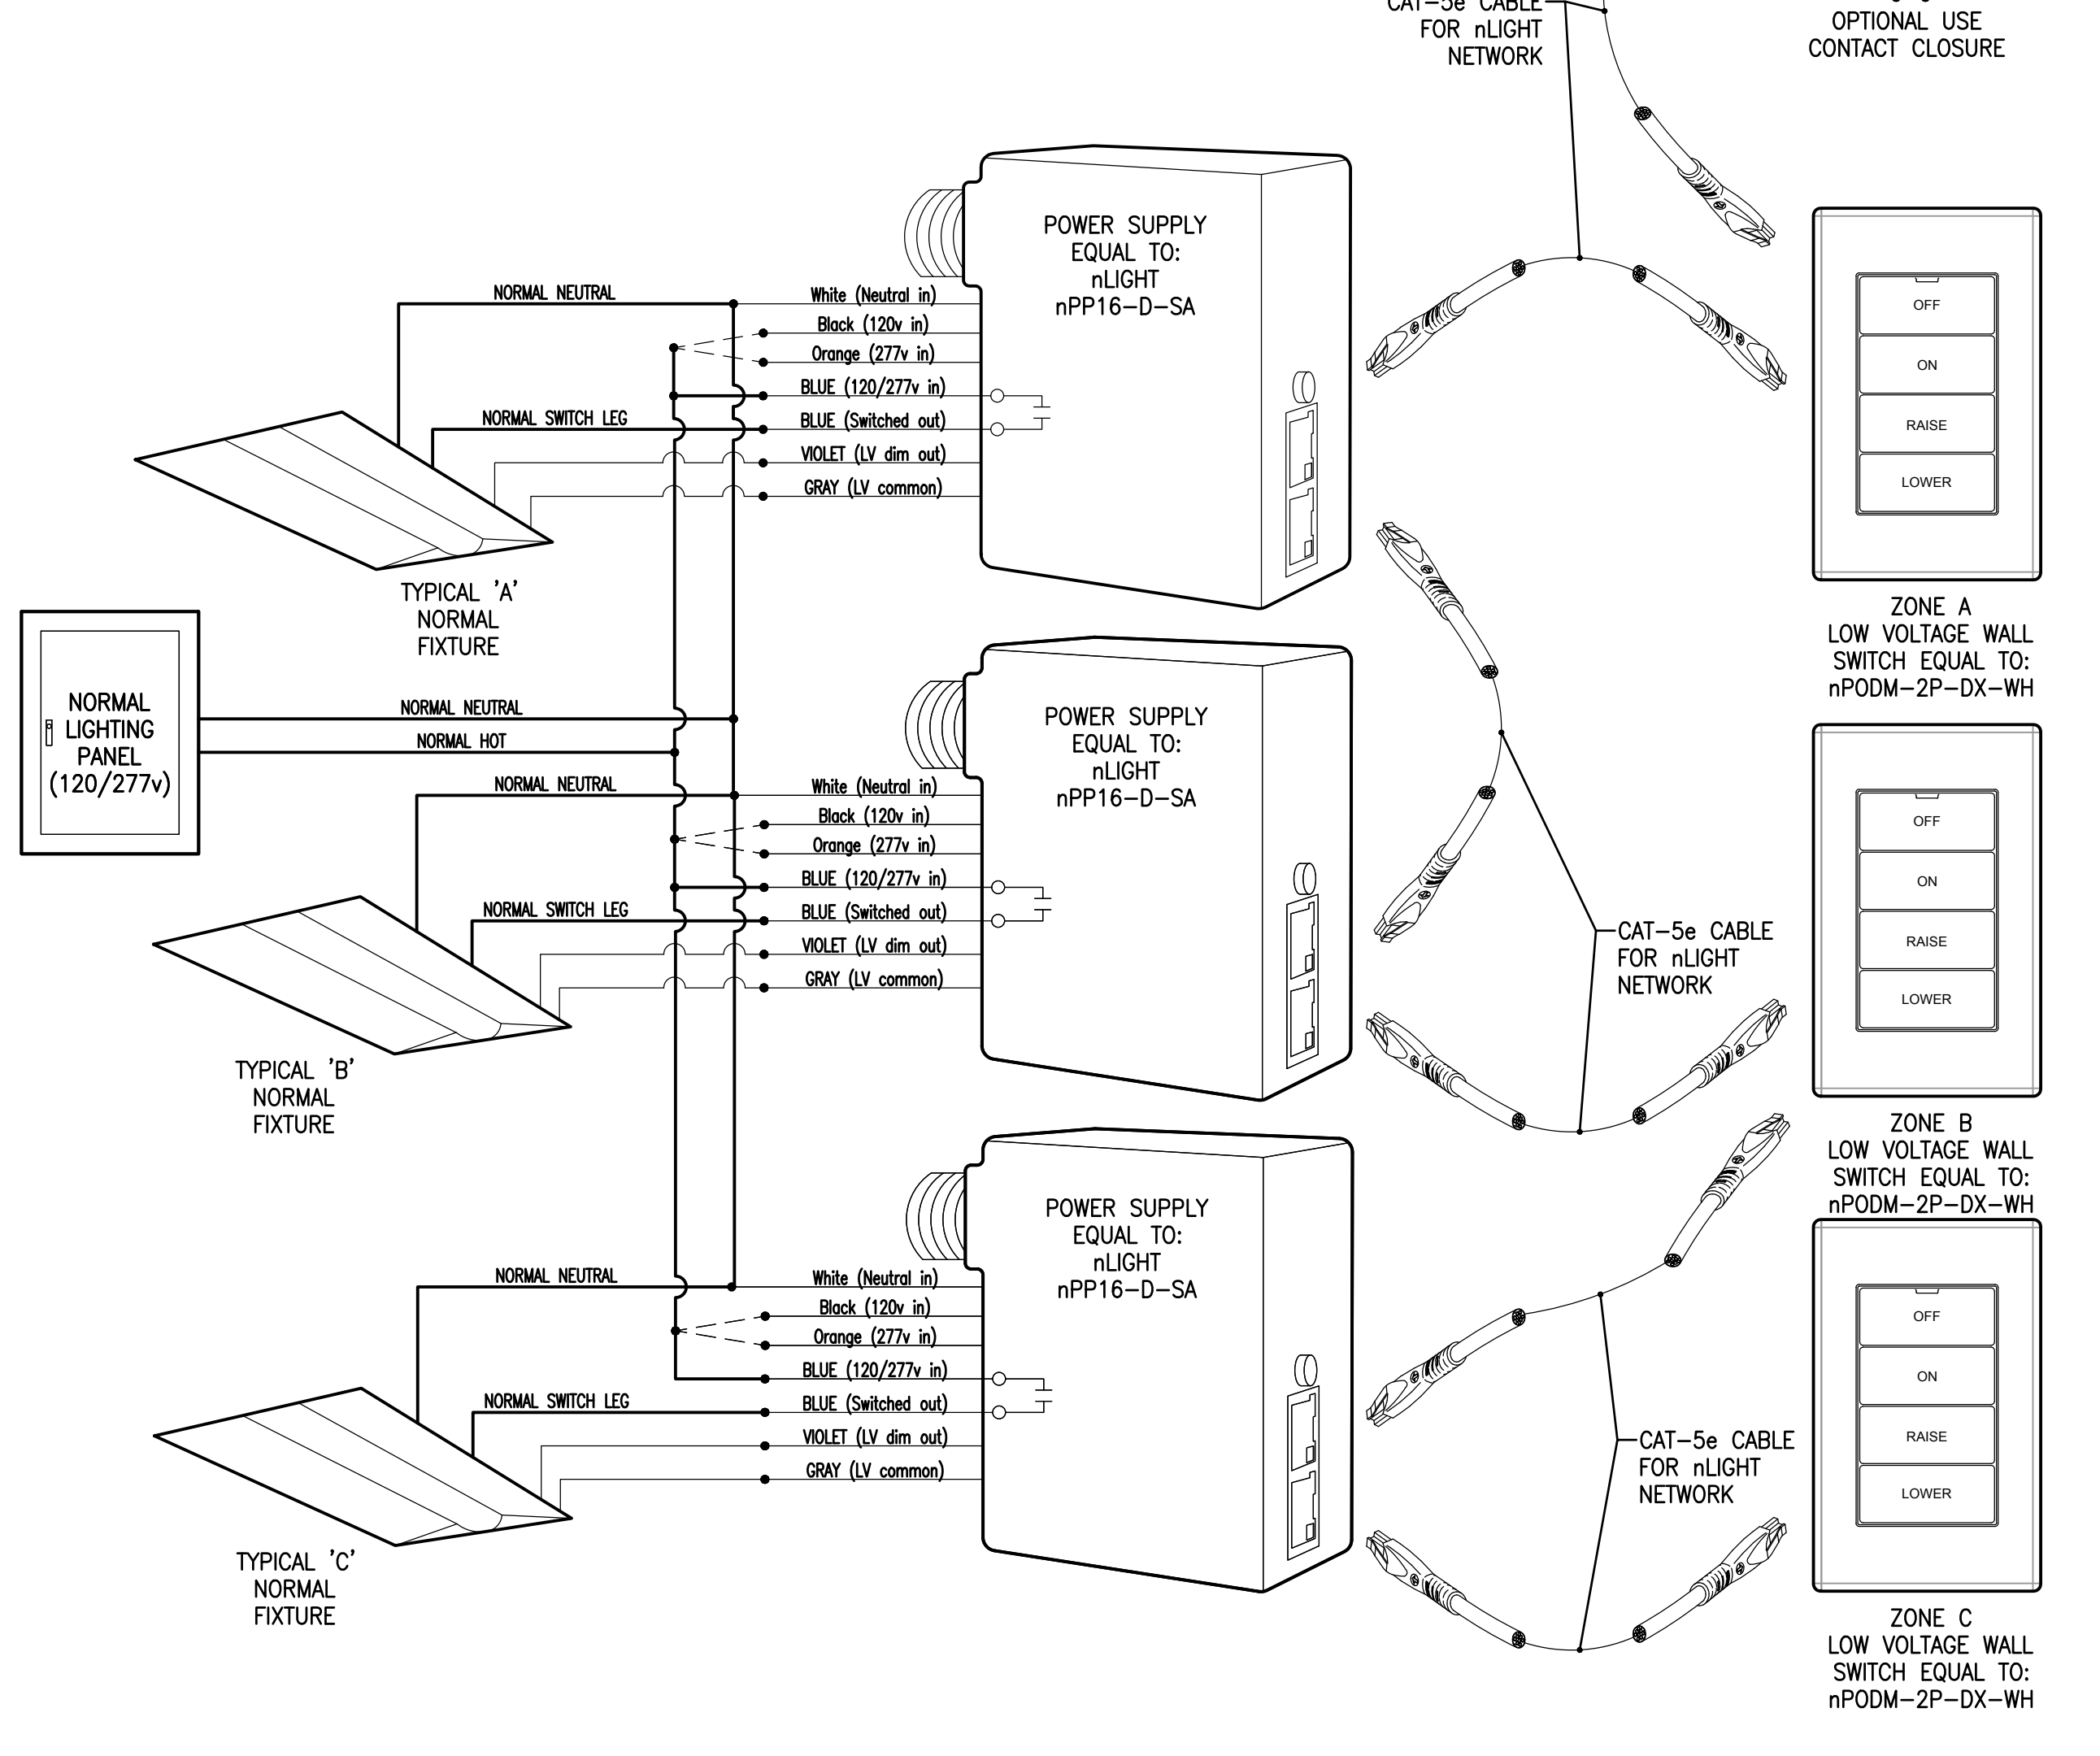 CAT-5e CABLE
FOR nLIGHT
NETWORK
OPTIONAL USE
CONTACT CLOSURE
POWER SUPPLY
EQUAL TO:
nLIGHT
nPP16-D-SA
NORMAL NEUTRAL
White (Neutral in)
Black (120v in)
Orange (277v in)
BLUE (120/277v in)
NORMAL SWITCH LEG
BLUE (Switched out)
VIOLET (LV dim out)
GRAY (LV common)
TYPICAL 'A'
NORMAL
FIXTURE
OFF
ON
RAISE
LOWER
ZONE A
LOW VOLTAGE WALL
SWITCH EQUAL TO:
nPODM-2P-DX-WH
NORMAL
LIGHTING
PANEL
(120/277v)
NORMAL NEUTRAL
NORMAL HOT
POWER SUPPLY
EQUAL TO:
nLIGHT
nPP16-D-SA
NORMAL NEUTRAL
White (Neutral in)
Black (120v in)
Orange (277v in)
BLUE (120/277v in)
NORMAL SWITCH LEG
BLUE (Switched out)
VIOLET (LV dim out)
GRAY (LV common)
TYPICAL 'B'
NORMAL
FIXTURE
CAT-5e CABLE
FOR nLIGHT
NETWORK
OFF
ON
RAISE
LOWER
ZONE B
LOW VOLTAGE WALL
SWITCH EQUAL TO:
nPODM-2P-DX-WH
POWER SUPPLY
EQUAL TO:
nLIGHT
nPP16-D-SA
NORMAL NEUTRAL
White (Neutral in)
Black (120v in)
Orange (277v in)
BLUE (120/277v in)
NORMAL SWITCH LEG
BLUE (Switched out)
VIOLET (LV dim out)
GRAY (LV common)
TYPICAL 'C'
NORMAL
FIXTURE
CAT-5e CABLE
FOR nLIGHT
NETWORK
OFF
ON
RAISE
LOWER
ZONE C
LOW VOLTAGE WALL
SWITCH EQUAL TO:
nPODM-2P-DX-WH